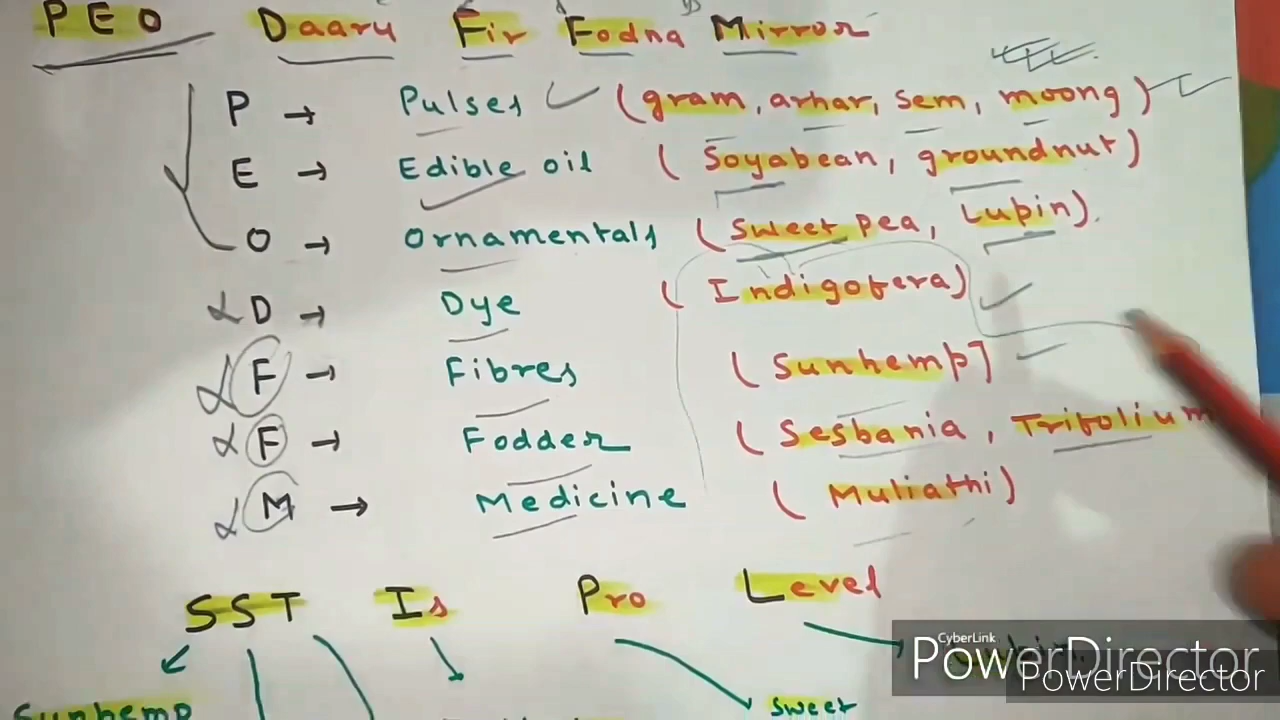 PEO Daaru Fir Fodna Mirror
P → Pulses (gram, arhar, Sem, moong)
E → Edible oil (Soyabean, groundnut)
O → Ornamentals (Sweet pea, Lupin).
D → Dye (Indigofera)
F → Fibres (Sunhemp]
F → Fodder (Sesbania, Trifolium
M → Medicine (Muliathi)
SST Is Pro Level
Sunhemp Sweet
CyberLink
PowerDirector
PowerDirector